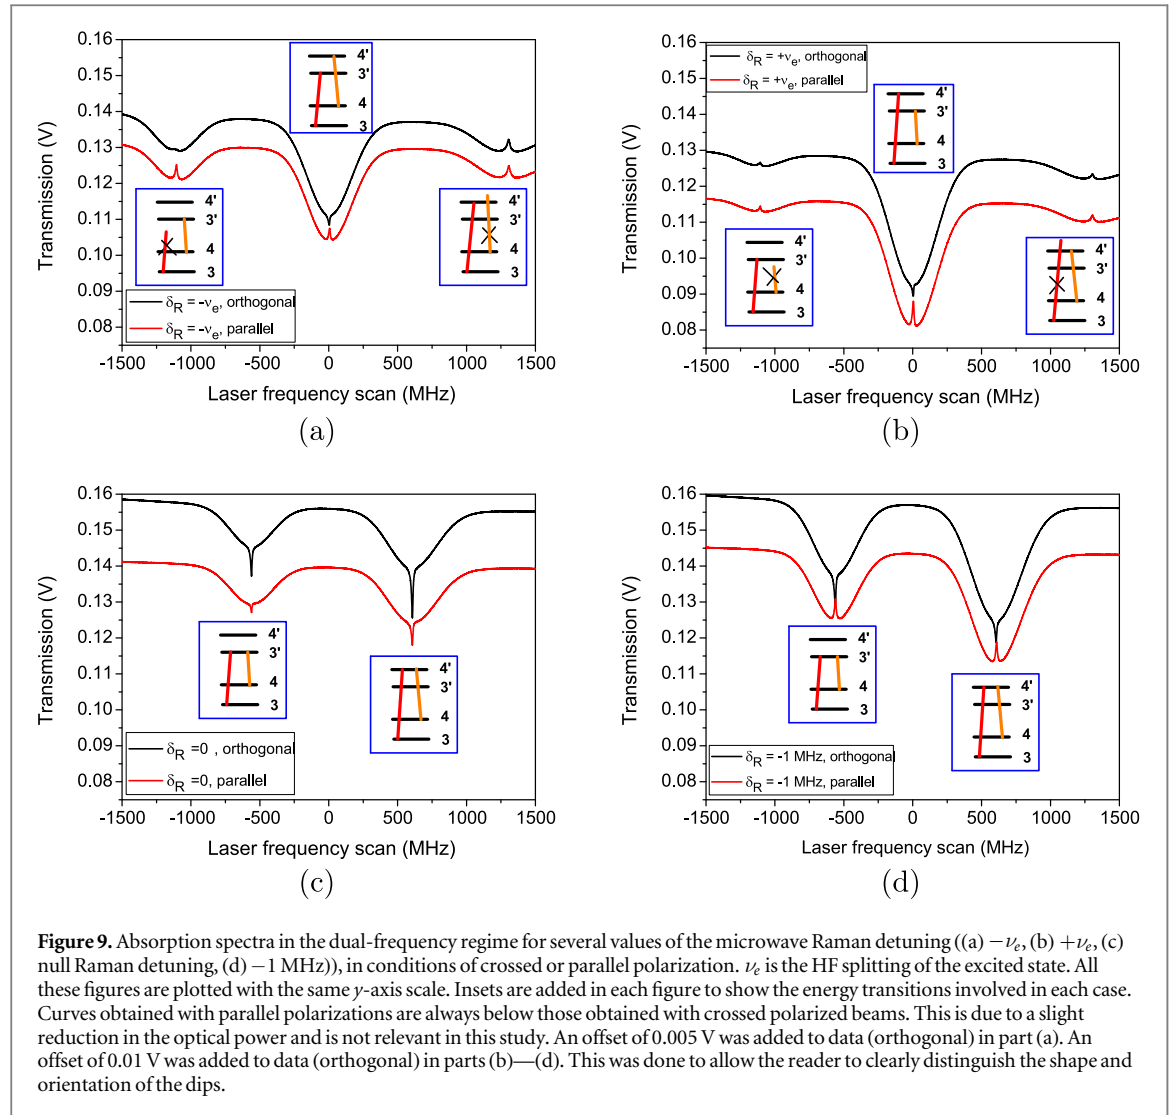 0.16
0.15
0.14
0.13
0.12
0.11
0.10
0.09
0.08
Transmission (V)
4'
3'
4
3
4'
3'
4
3
4'
3'
4
3
δR = -νe, orthogonal
δR = -νe, parallel
-1500 -1000 -500 0 500 1000 1500
Laser frequency scan (MHz)
(a)
0.16
0.15
0.14
0.13
0.12
0.11
0.10
0.09
0.08
Transmission (V)
δR = +νe, orthogonal
δR = +νe, parallel
4'
3'
4
3
4'
3'
4
3
4'
3'
4
3
-1500 -1000 -500 0 500 1000 1500
Laser frequency scan (MHz)
(b)
0.16
0.15
0.14
0.13
0.12
0.11
0.10
0.09
0.08
Transmission (V)
4'
3'
4
3
4'
3'
4
3
δR =0 , orthogonal
δR =0, parallel
-1500 -1000 -500 0 500 1000 1500
Laser frequency scan (MHz)
(c)
0.16
0.15
0.14
0.13
0.12
0.11
0.10
0.09
0.08
Transmission (V)
4'
3'
4
3
4'
3'
4
3
δR = -1 MHz, orthogonal
δR = -1 MHz, parallel
-1500 -1000 -500 0 500 1000 1500
Laser frequency scan (MHz)
(d)
Figure 9. Absorption spectra in the dual-frequency regime for several values of the microwave Raman detuning ((a) −νe, (b) +νe, (c)
null Raman detuning, (d) −1 MHz)), in conditions of crossed or parallel polarization. νe is the HF splitting of the excited state. All
these figures are plotted with the same y-axis scale. Insets are added in each figure to show the energy transitions involved in each case.
Curves obtained with parallel polarizations are always below those obtained with crossed polarized beams. This is due to a slight
reduction in the optical power and is not relevant in this study. An offset of 0.005 V was added to data (orthogonal) in part (a). An
offset of 0.01 V was added to data (orthogonal) in parts (b)—(d). This was done to allow the reader to clearly distinguish the shape and
orientation of the dips.